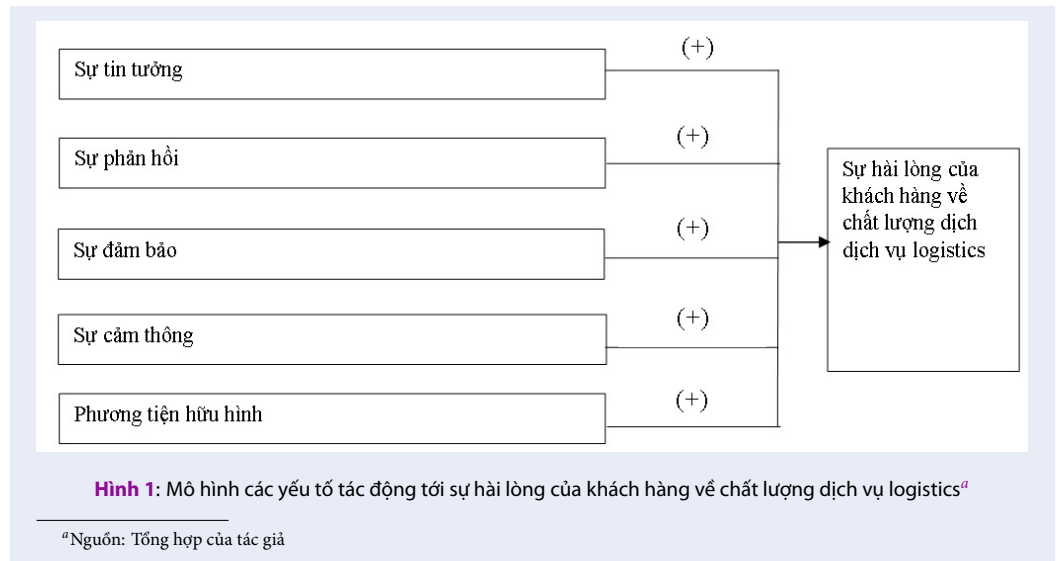 (+)
Sự tin tưởng
(+)
Sự phản hồi
(+)
Sự đảm bảo
(+)
Sự cảm thông
(+)
Phương tiện hữu hình
Sự hài lòng của
khách hàng về
chất lượng dịch
dịch vụ logistics
Hình 1: Mô hình các yếu tố tác động tới sự hài lòng của khách hàng về chất lượng dịch vụ logistics a
a Nguồn: Tổng hợp của tác giả